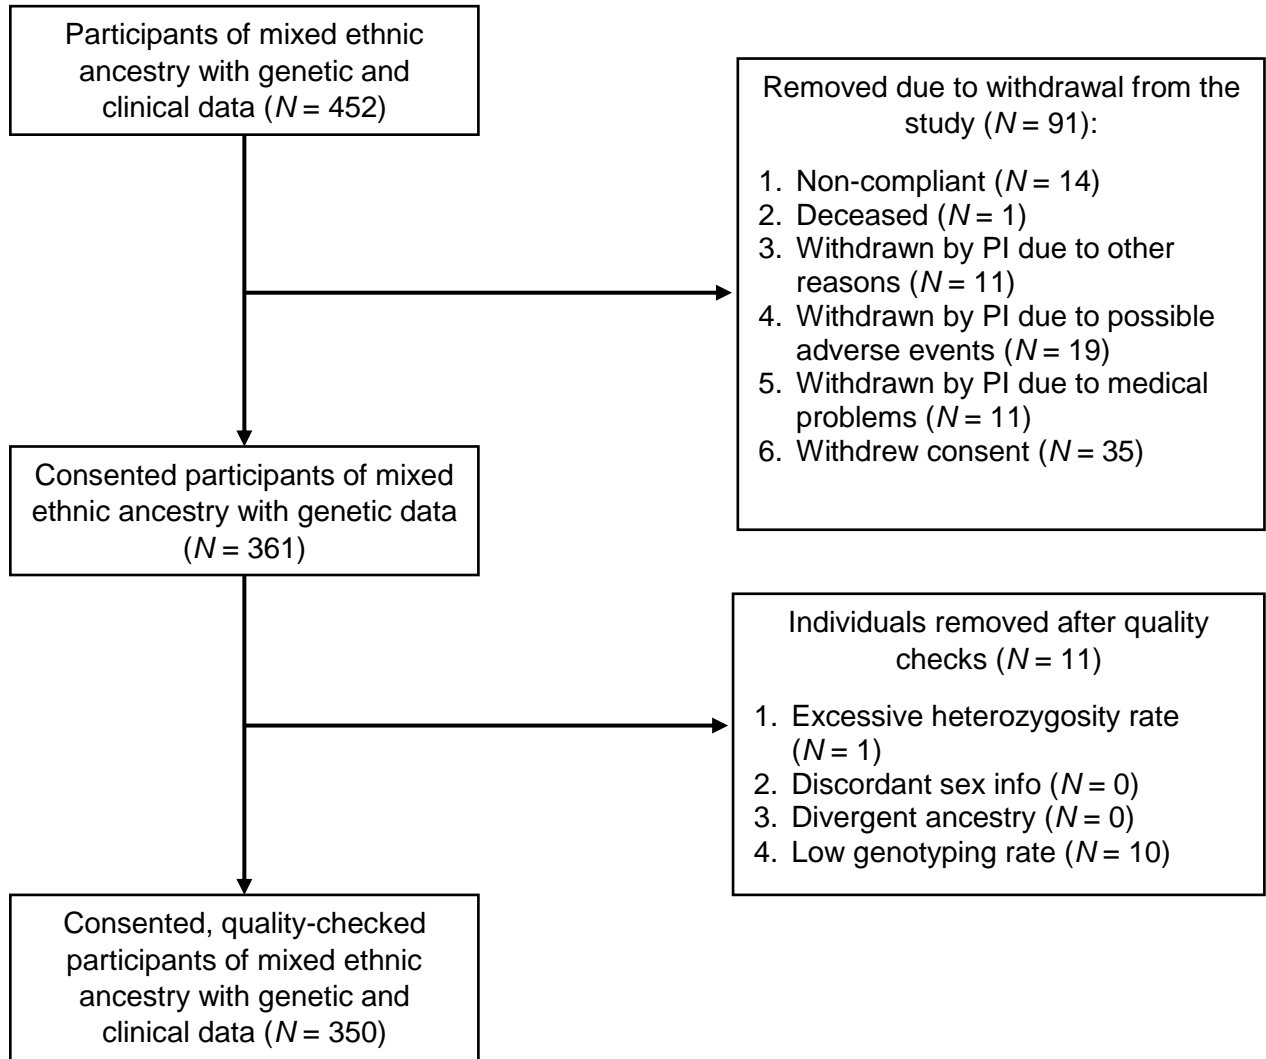 Participants of mixed ethnic
ancestry with genetic and
clinical data (N = 452)
Removed due to withdrawal from the
study (N = 91):
1. Non-compliant (N = 14)
2. Deceased (N = 1)
3. Withdrawn by PI due to other
reasons (N = 11)
4. Withdrawn by PI due to possible
adverse events (N = 19)
5. Withdrawn by PI due to medical
problems (N = 11)
6. Withdrew consent (N = 35)
Consented participants of mixed
ethnic ancestry with genetic data
(N = 361)
Individuals removed after quality
checks (N = 11)
1. Excessive heterozygosity rate
(N = 1)
2. Discordant sex info (N = 0)
3. Divergent ancestry (N = 0)
4. Low genotyping rate (N = 10)
Consented, quality-checked
participants of mixed ethnic
ancestry with genetic and
clinical data (N = 350)